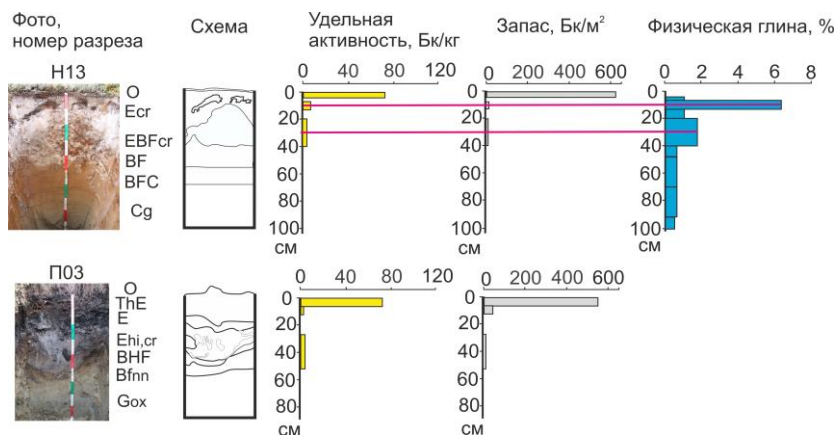 Фото,
номер разреза
Схема
Удельная
активность, Бк/кг
Запас, Бк/м²
Физическая глина, %
Н13
O
Ecr
EBFcr
BF
BFC
Cg
0 40 80 120
0
20
40
60
80
100
см
0 200 400 600
0
20
40
60
80
100
см
0 2 4 6 8
0
20
40
60
80
100
см
П03
O
ThE
E
Ehi,cr
BHF
Bfnn
Gox
0 40 80 120
0
20
40
60
80
см
0 200 400 600
0
20
40
60
80
см